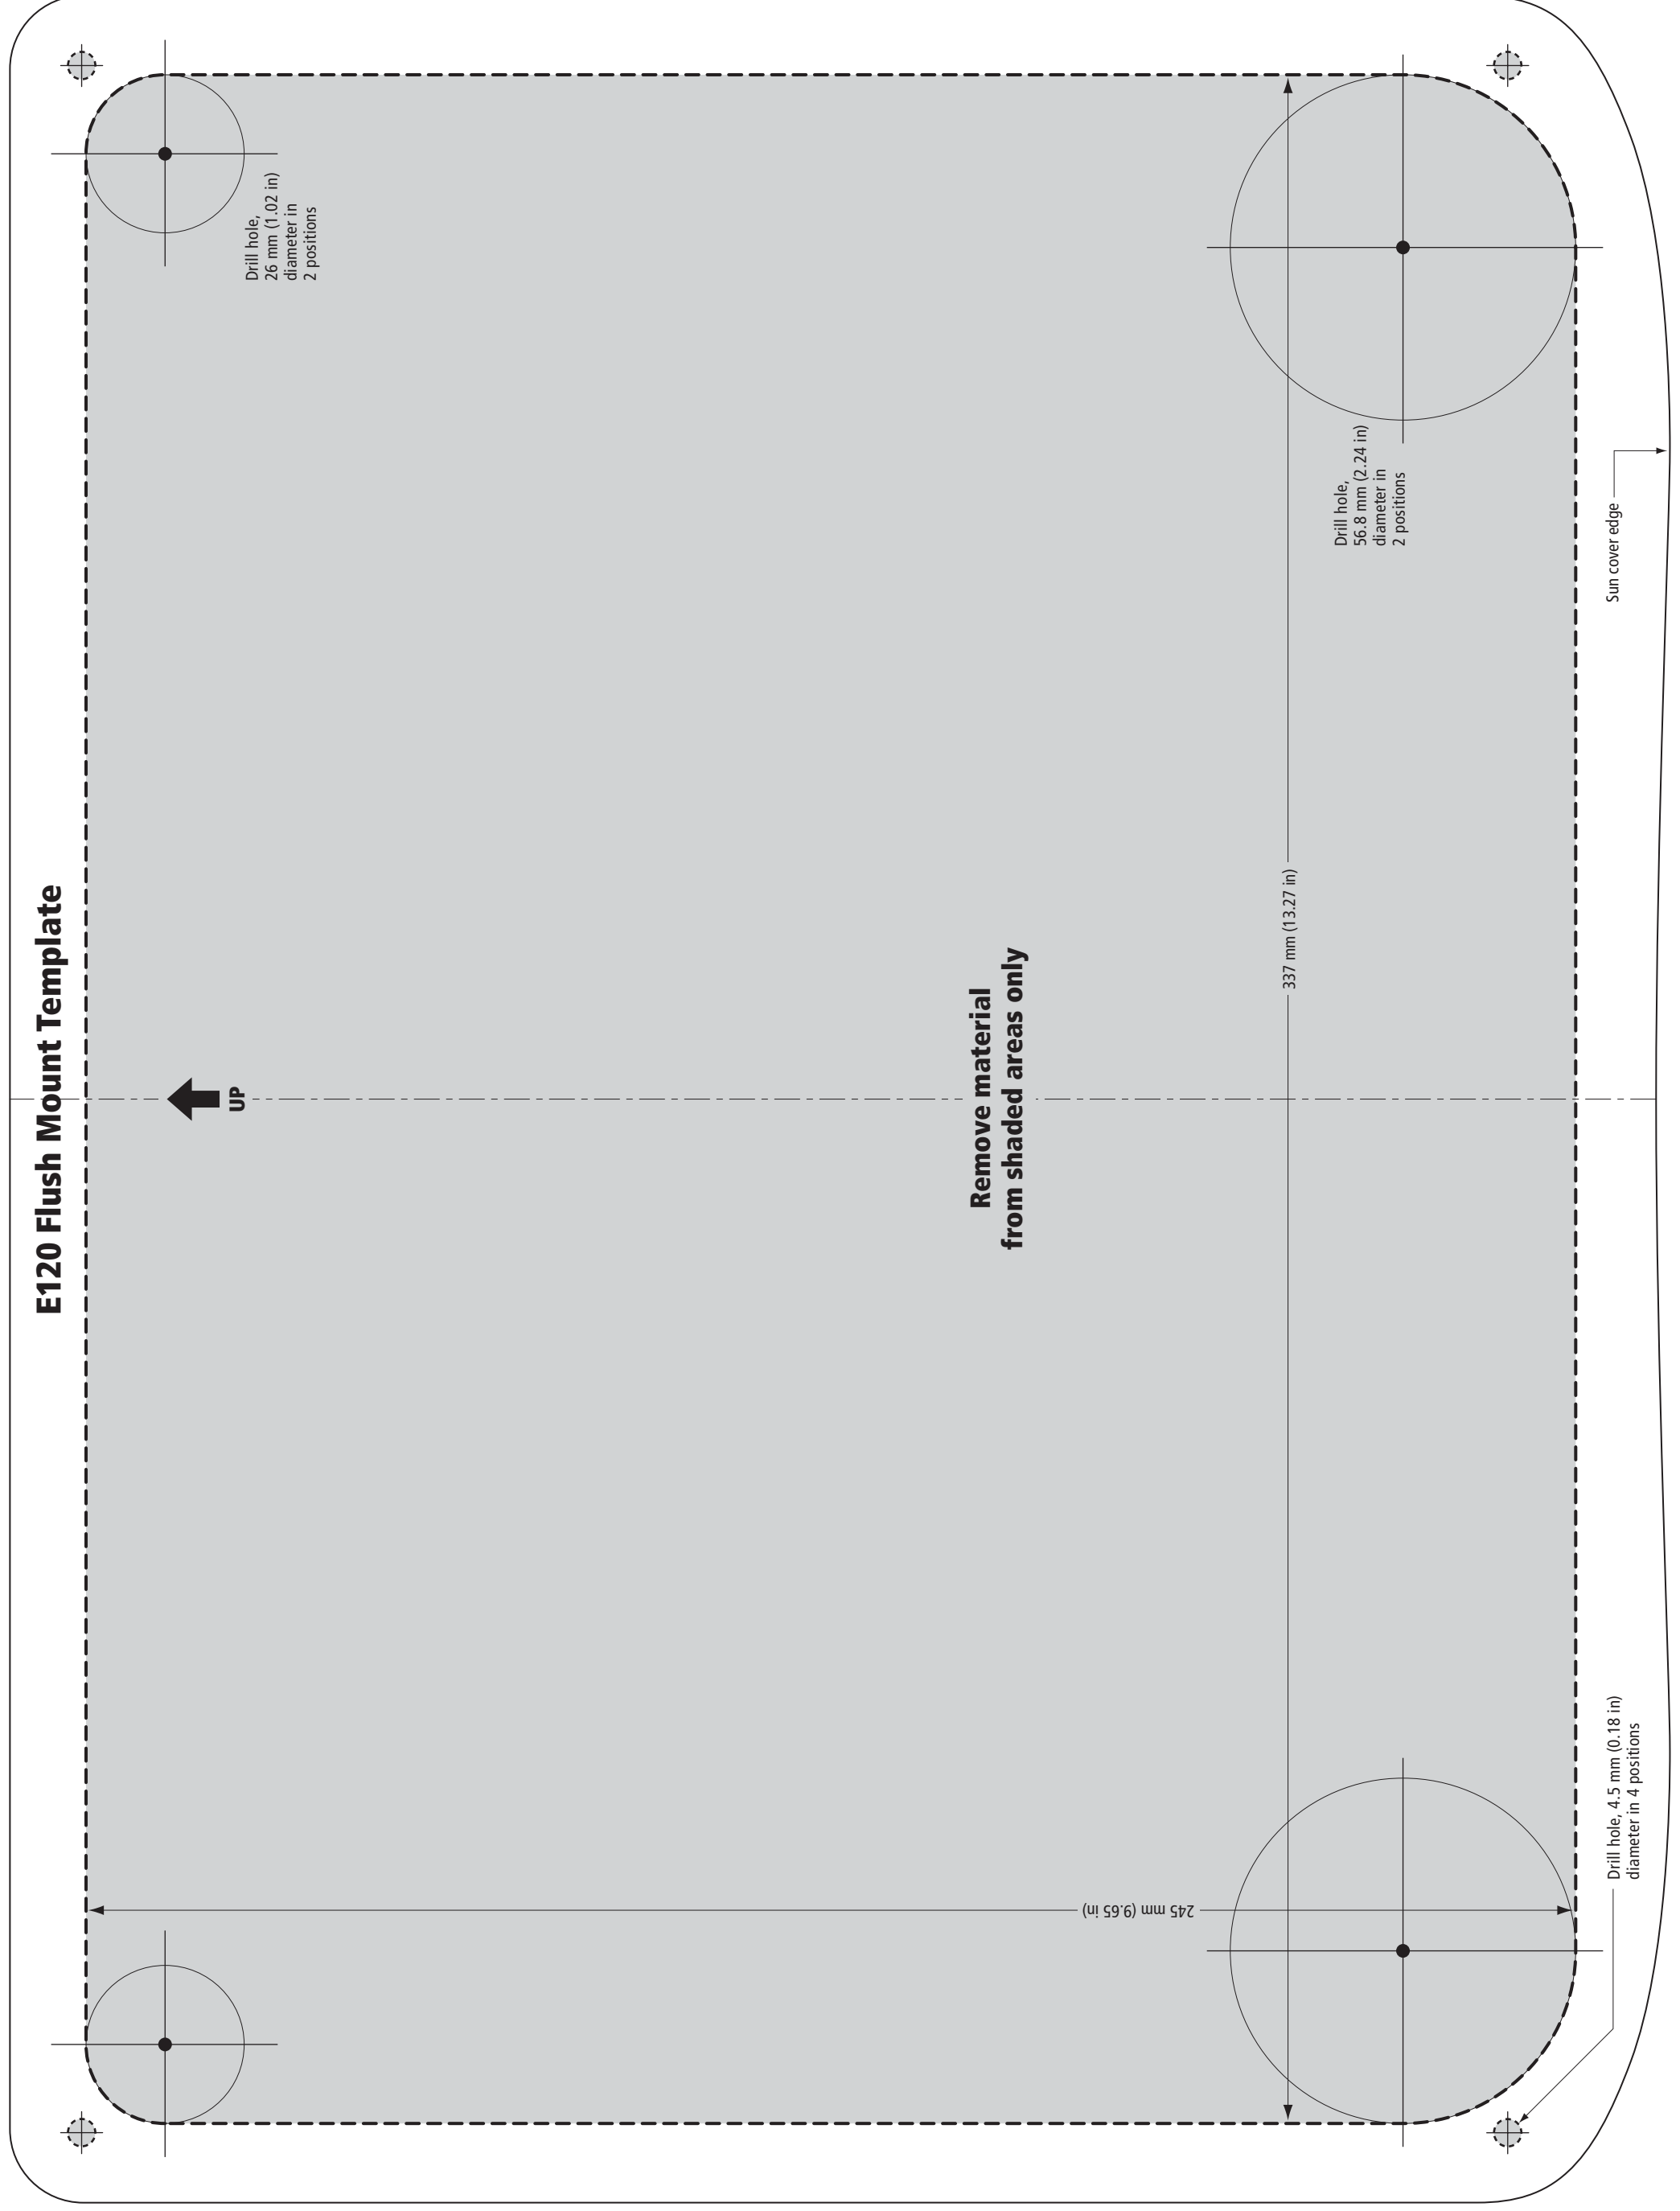 E120 Flush Mount Template
UP
Drill hole,
26 mm (1.02 in)
diameter in
2 positions
Remove material
from shaded areas only
245 mm (9.65 in)
337 mm (13.27 in)
Drill hole,
56.8 mm (2.24 in)
diameter in
2 positions
Drill hole, 4.5 mm (0.18 in)
diameter in 4 positions
Sun cover edge